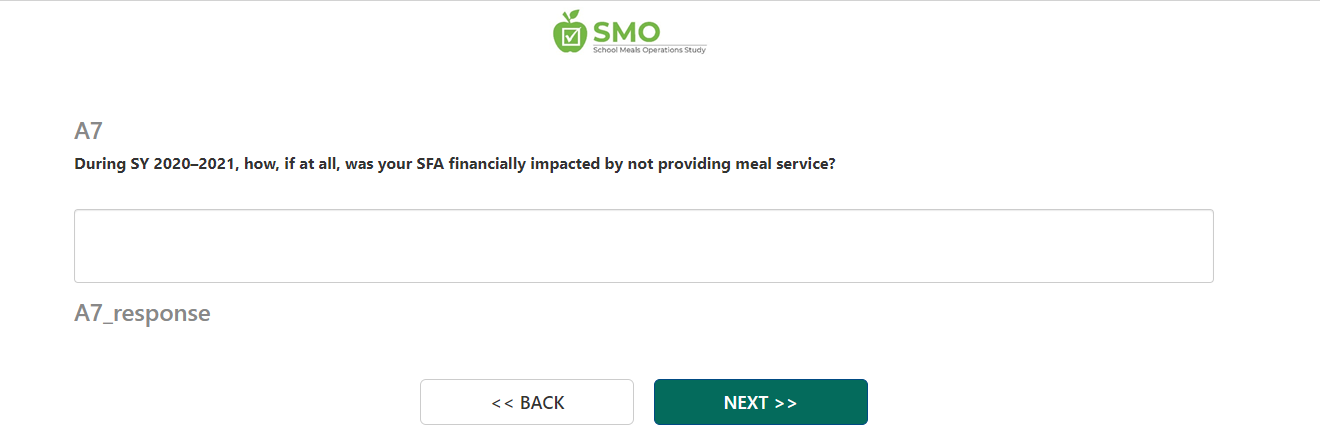 SMO
School Meals Operations Study
A7
During SY 2020–2021, how, if at all, was your SFA financially impacted by not providing meal service?
A7_response
<< BACK
NEXT >>